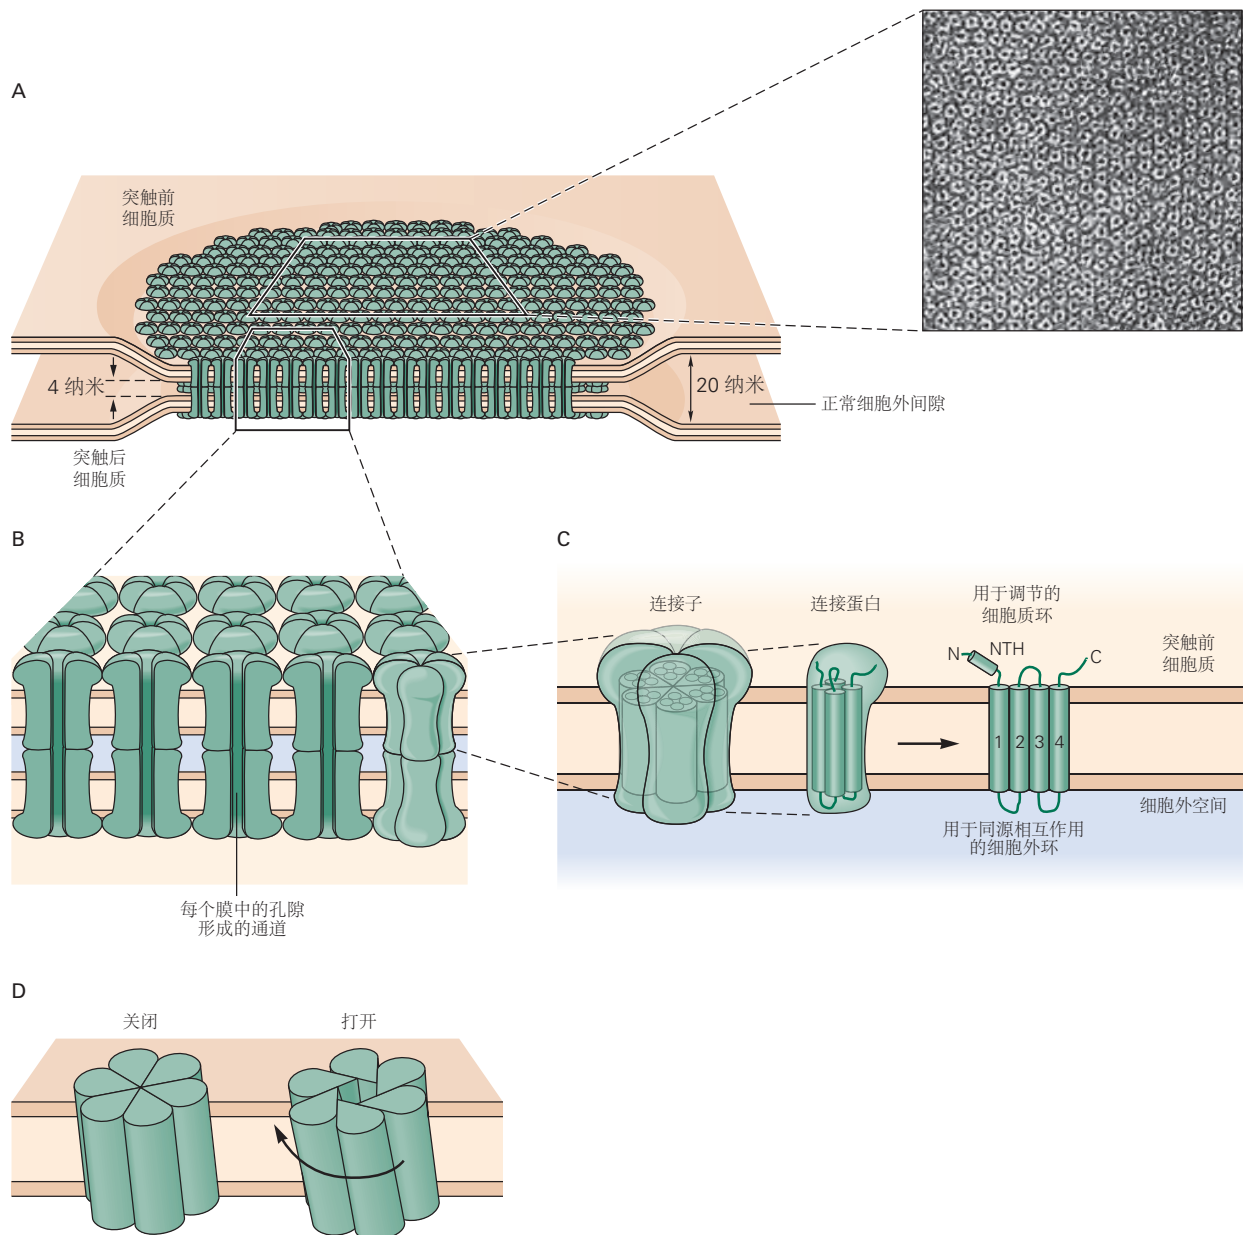 A
突触前
细胞质
4 纳米
20 纳米
正常细胞外间隙
突触后
细胞质
B
每个膜中的孔隙
形成的通道
C
连接子
连接蛋白
用于调节的
细胞质环
突触前
细胞质
N
NTH
C
1 2 3 4
细胞外空间
用于同源相互作用
的细胞外环
D
关闭
打开